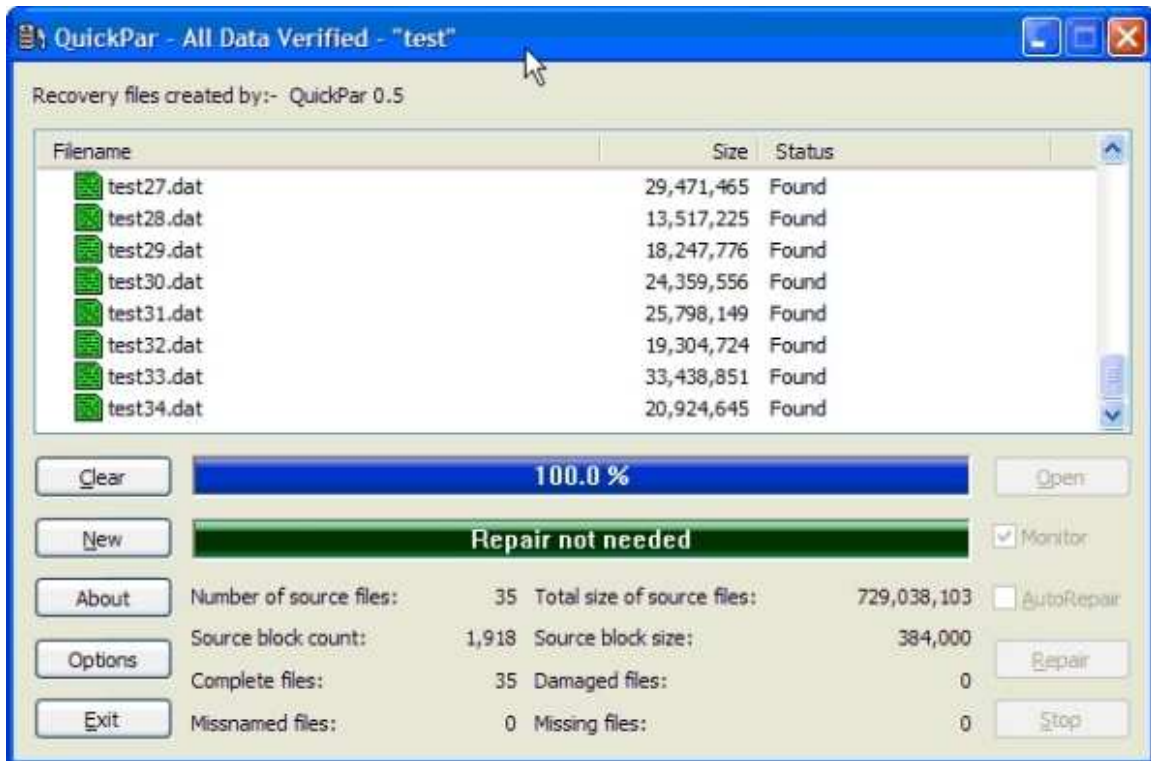 QuickPar - All Data Verified - "test"
Recovery files created by:- QuickPar 0.5
Filename Size Status
test27.dat 29,471,465 Found
test28.dat 13,517,225 Found
test29.dat 18,247,776 Found
test30.dat 24,359,556 Found
test31.dat 25,798,149 Found
test32.dat 19,304,724 Found
test33.dat 33,438,851 Found
test34.dat 20,924,645 Found
Clear 100.0 % Open
New Repair not needed Monitor
About Number of source files: 35 Total size of source files: 729,038,103 AutoRepair
Source block count: 1,918 Source block size: 384,000
Options Repair
Complete files: 35 Damaged files: 0
Exit Missnamed files: 0 Missing files: 0 Stop